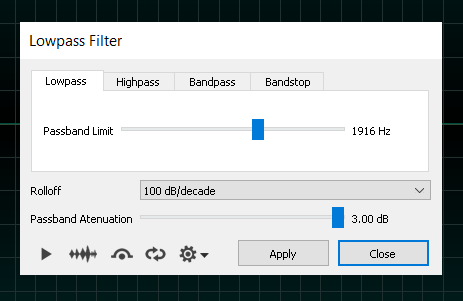 Lowpass Filter
Lowpass Highpass Bandpass Bandstop
Passband Limit 1916 Hz
Rolloff 100 dB/decade
Passband Atenuation 3.00 dB
Apply Close